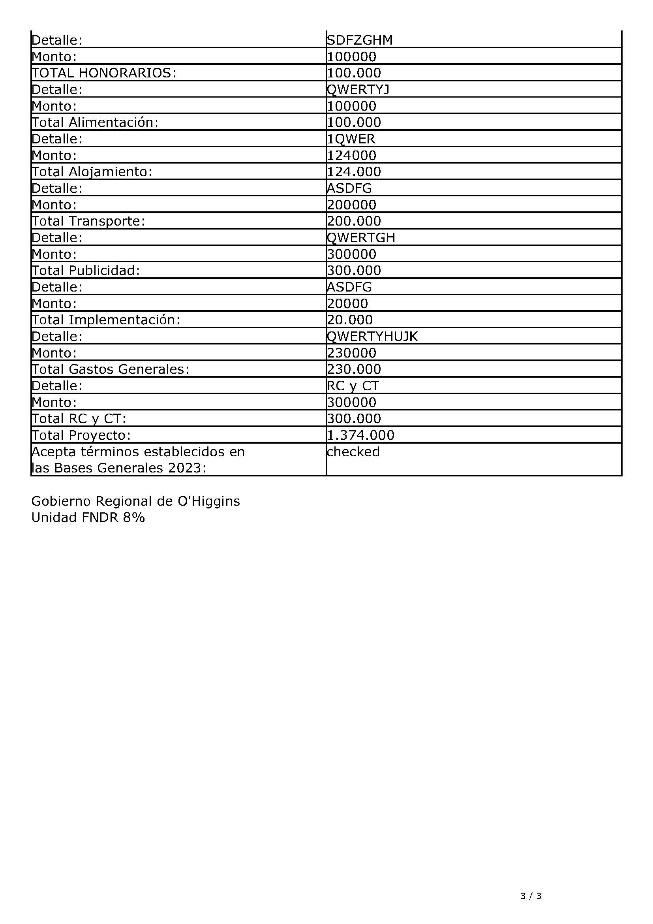 Detalle: SDFZGHM
Monto: 100000
TOTAL HONORARIOS: 100.000
Detalle: QWERTYJ
Monto: 100000
Total Alimentación: 100.000
Detalle: 1QWER
Monto: 124000
Total Alojamiento: 124.000
Detalle: ASDFG
Monto: 200000
Total Transporte: 200.000
Detalle: QWERTGH
Monto: 300000
Total Publicidad: 300.000
Detalle: ASDFG
Monto: 20000
Total Implementación: 20.000
Detalle: QWERTYHUJK
Monto: 230000
Total Gastos Generales: 230.000
Detalle: RC y CT
Monto: 300000
Total RC y CT: 300.000
Total Proyecto: 1.374.000
Acepta términos establecidos en checked
las Bases Generales 2023:
Gobierno Regional de O'Higgins
Unidad FNDR 8%
3 / 3